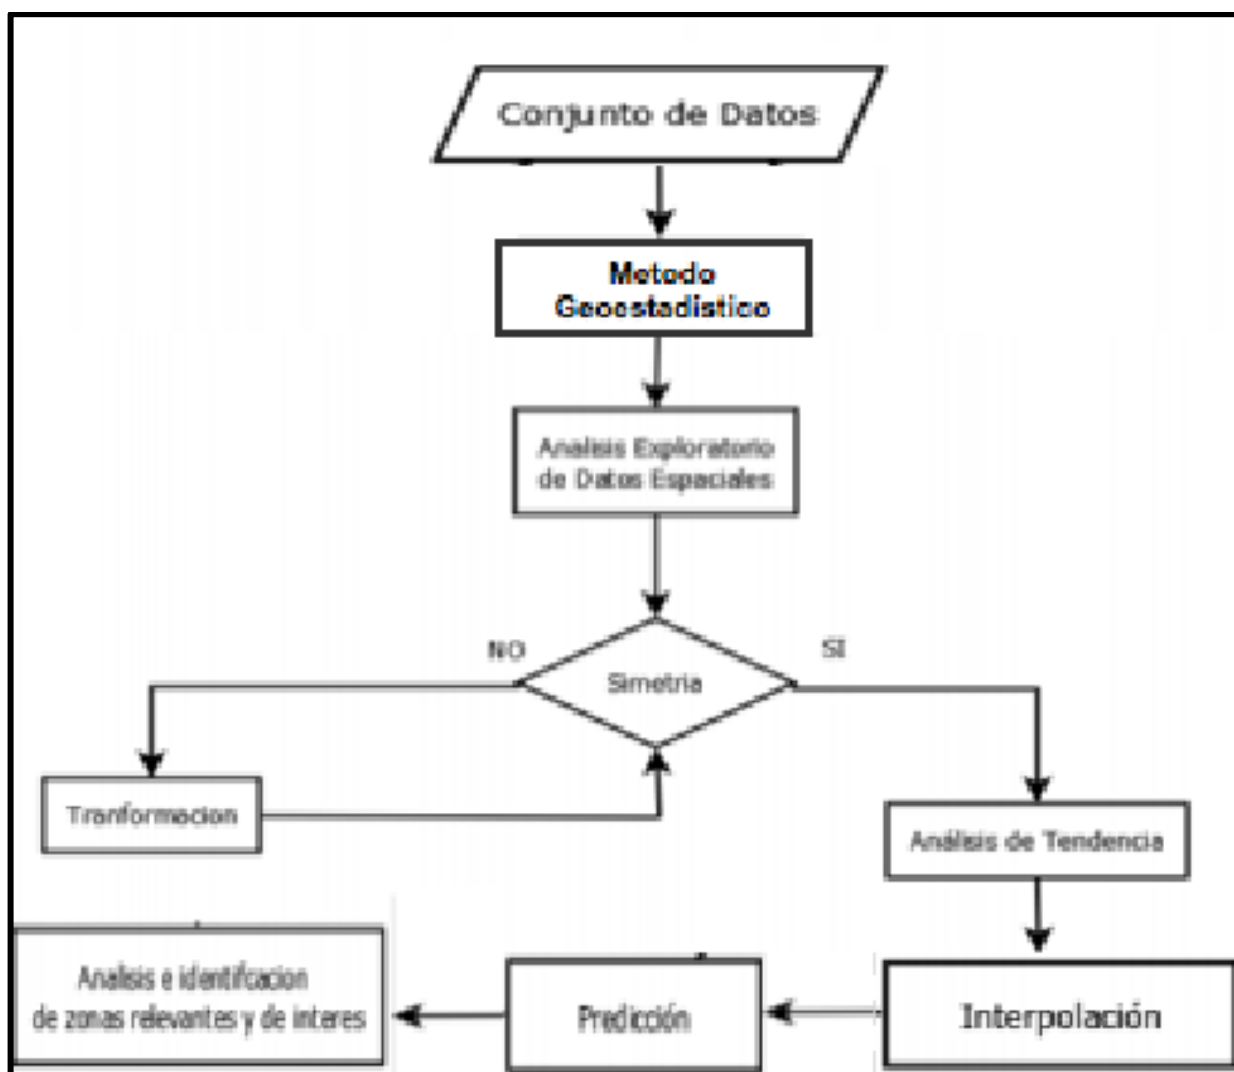 Conjunto de Datos
Metodo
Geoestadistico
Analisis Exploratorio
de Datos Espaciales
NO
SI
Simetria
Tranformacion
Análisis de Tendencia
Analisis e identifcacion
de zonas relevantes y de interes
Predicción
Interpolación